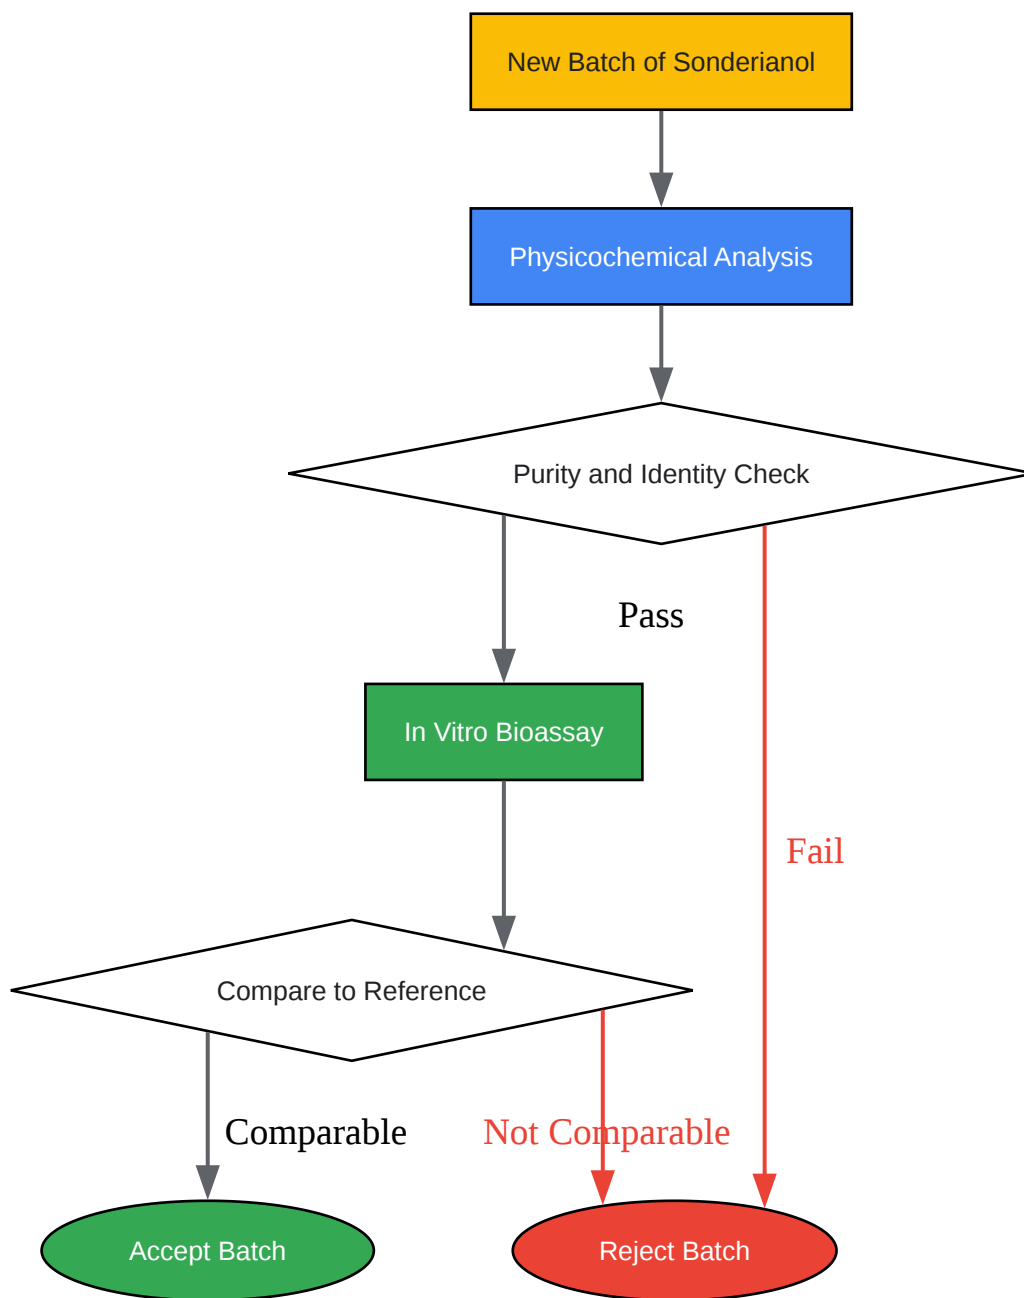 New Batch of Sonderianol
Physicochemical Analysis
Purity and Identity Check
Pass
In Vitro Bioassay
Fail
Compare to Reference
Comparable
Not Comparable
Accept Batch
Reject Batch